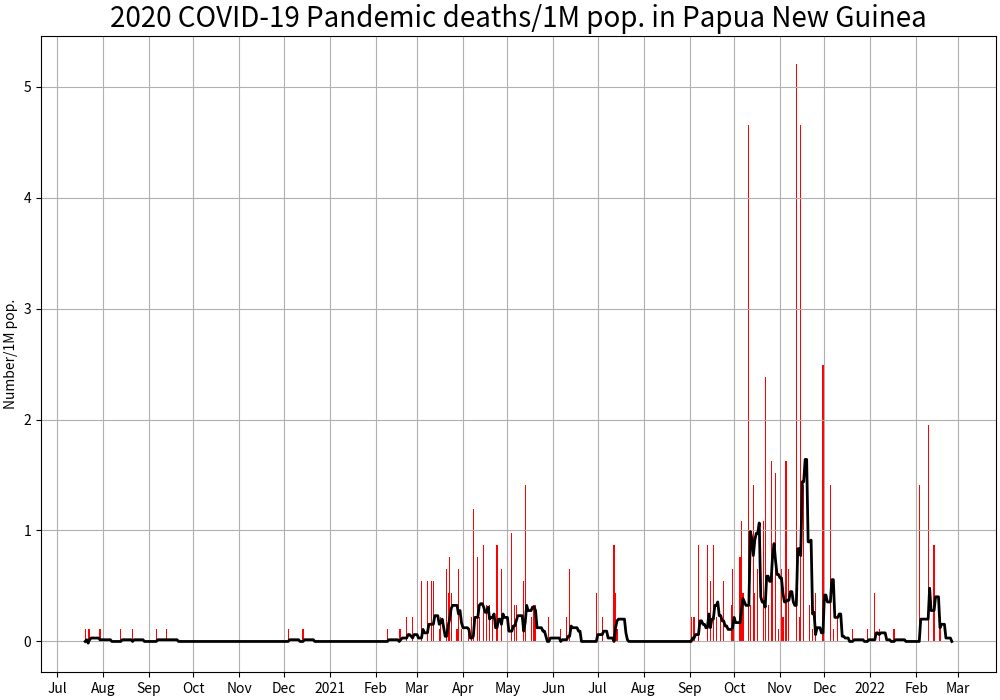 2020 COVID-19 Pandemic deaths/1M pop. in Papua New Guinea
Number/1M pop.
5
4
3
2
1
0
Jul Aug Sep Oct Nov Dec 2021 Feb Mar Apr May Jun Jul Aug Sep Oct Nov Dec 2022 Feb Mar